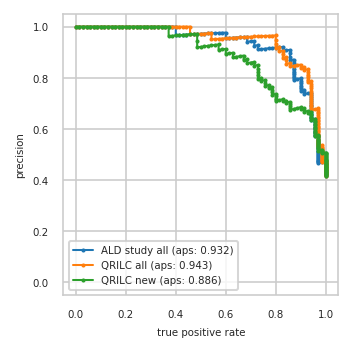 1.0
0.8
0.6
0.4
0.2
0.0
precision
ALD study all (aps: 0.932)
QRILC all (aps: 0.943)
QRILC new (aps: 0.886)
0.0 0.2 0.4 0.6 0.8 1.0
true positive rate